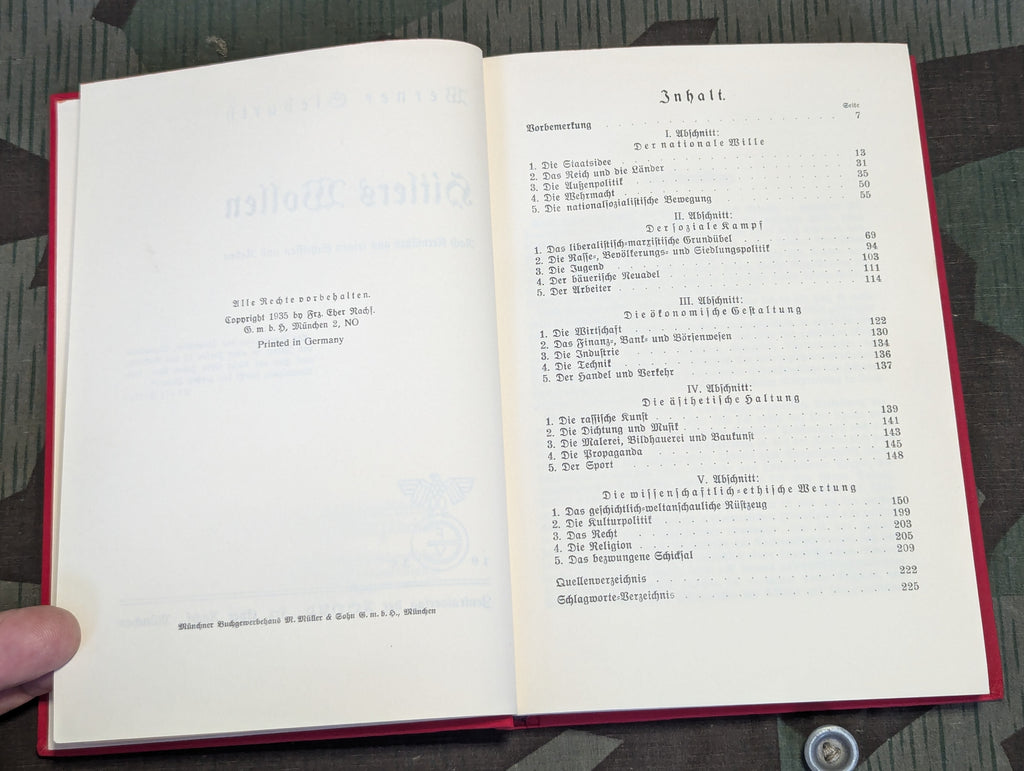 Alle Rechte vorbehalten.
Copyright 1935 by Frz. Eher Nachf.
G. m. b. H., München 2, NO
Printed in Germany
Münchner Buchgewerbehaus M. Müller & Sohn G. m. b. H., München
Inhalt.
Seite
Vorbemerkung . . . 7
I. Abschnitt:
Der nationale Wille
1. Die Staatsidee . . . 13
2. Das Reich und die Länder . . . 31
3. Die Außenpolitik . . . 35
4. Die Wehrmacht . . . 50
5. Die nationalsozialistische Bewegung . . . 55
II. Abschnitt:
Der soziale Kampf
1. Das liberalistisch-marxistische Grundübel . . . 69
2. Die Rasse-, Bevölkerungs- und Siedlungspolitik . . . 94
3. Die Jugend . . . 103
4. Der bäuerische Neuadel . . . 111
5. Der Arbeiter . . . 114
III. Abschnitt:
Die ökonomische Gestaltung
1. Die Wirtschaft . . . 122
2. Das Finanz-, Bank- und Börsenwesen . . . 130
3. Die Industrie . . . 134
4. Die Technik . . . 136
5. Der Handel und Verkehr . . . 137
IV. Abschnitt:
Die ästhetische Haltung
1. Die rassische Kunst . . . 139
2. Die Dichtung und Musik . . . 141
3. Die Malerei, Bildhauerei und Baukunst . . . 143
4. Die Propaganda . . . 145
5. Der Sport . . . 148
V. Abschnitt:
Die wissenschaftlich-ethische Wertung
1. Das geschichtlich-weltanschauliche Rüstzeug . . . 150
2. Die Kulturpolitik . . . 199
3. Das Recht . . . 203
4. Die Religion . . . 205
5. Das bezwungene Schicksal . . . 209
Quellenverzeichnis . . . 222
Schlagworte-Verzeichnis . . . 225